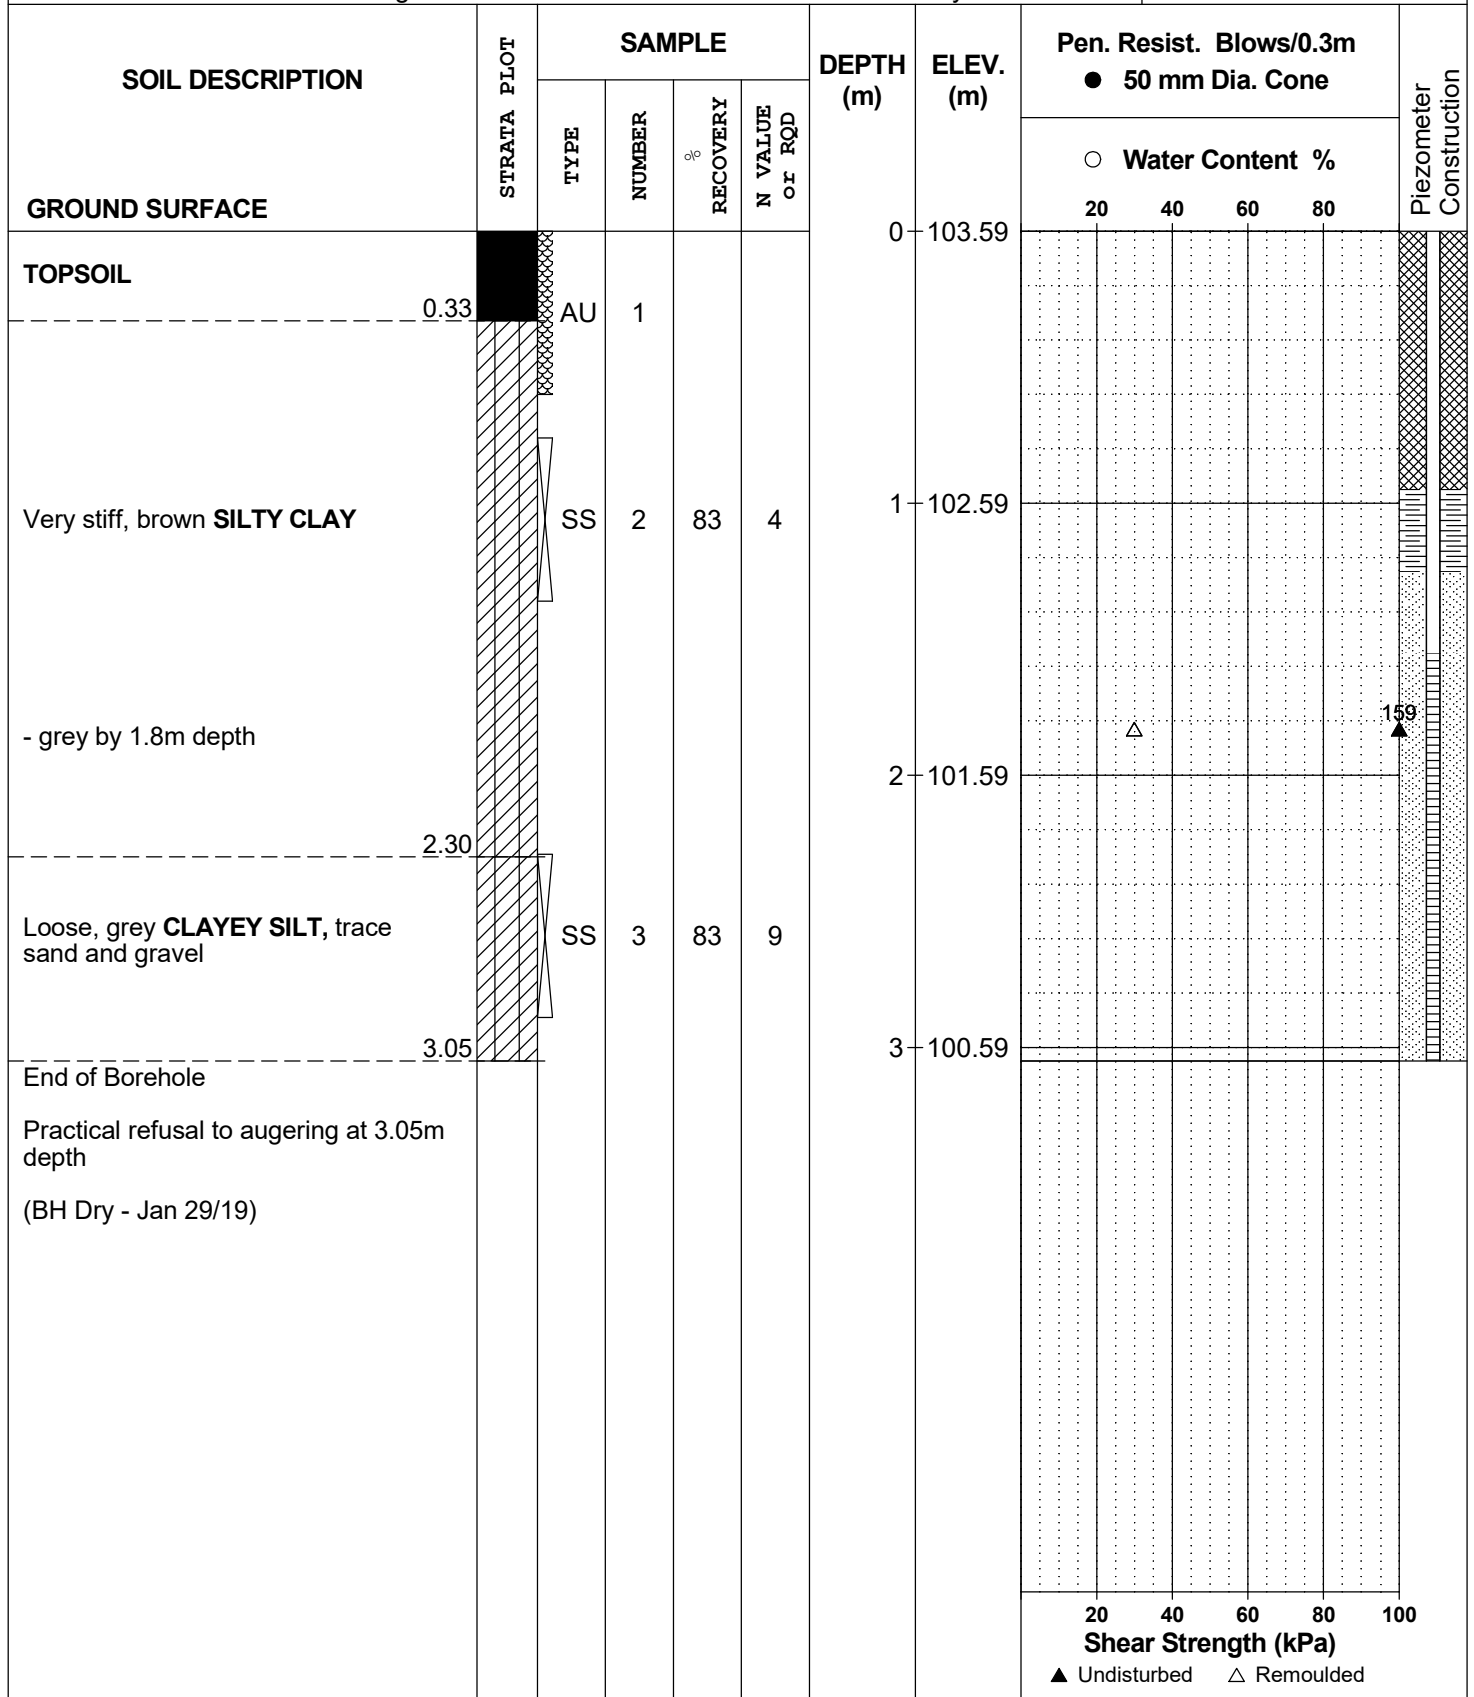 SOIL DESCRIPTION
GROUND SURFACE
STRATA PLOT
SAMPLE
TYPE
NUMBER
% RECOVERY
N VALUE or RQD
DEPTH (m)
ELEV. (m)
Pen. Resist. Blows/0.3m
● 50 mm Dia. Cone
○ Water Content %
20 40 60 80
Piezometer Construction
0 103.59
TOPSOIL
0.33
AU 1
1 102.59
Very stiff, brown SILTY CLAY
SS 2 83 4
159
- grey by 1.8m depth
2 101.59
2.30
Loose, grey CLAYEY SILT, trace
sand and gravel
SS 3 83 9
3.05
3 100.59
End of Borehole
Practical refusal to augering at 3.05m
depth
(BH Dry - Jan 29/19)
20 40 60 80 100
Shear Strength (kPa)
▲ Undisturbed △ Remoulded